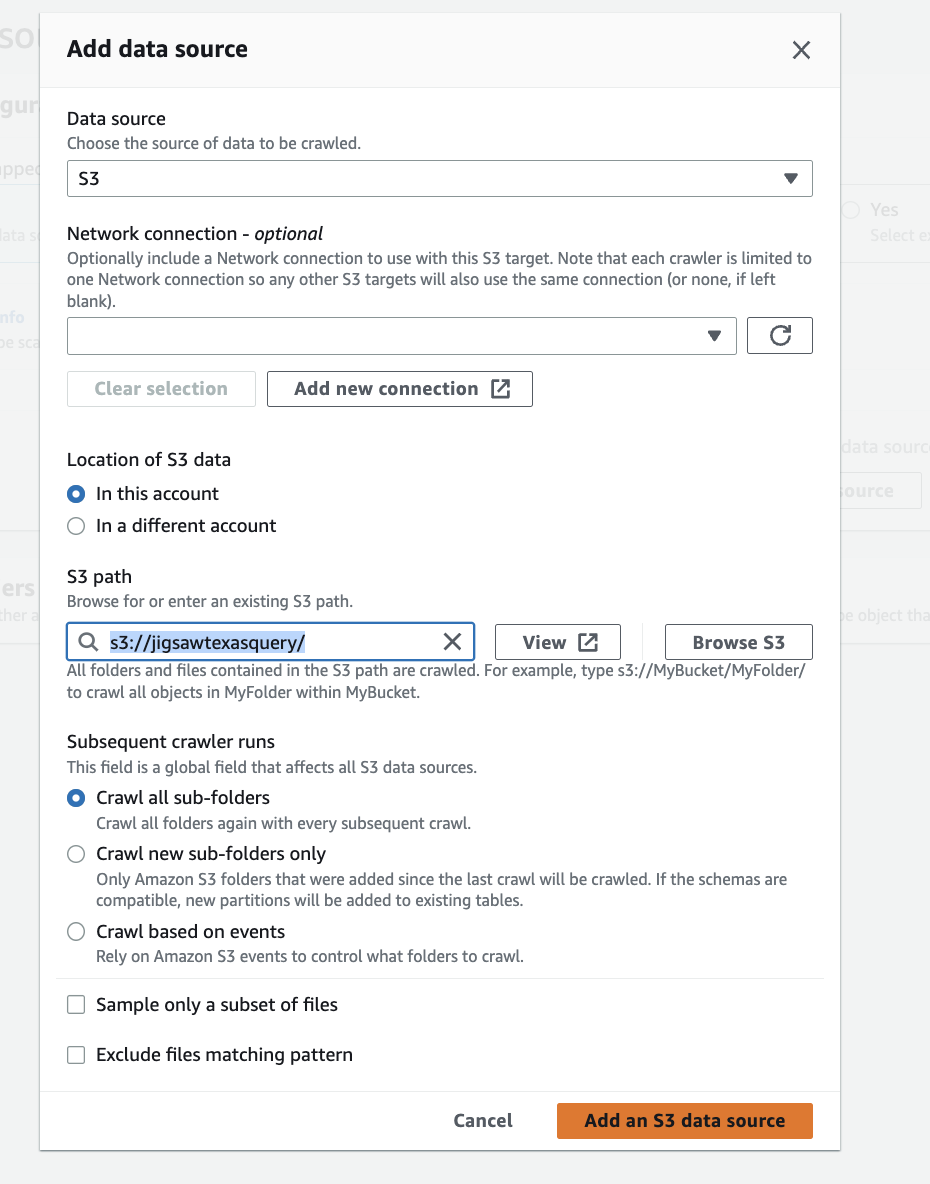 Add data source
Data source
Choose the source of data to be crawled.
S3
Network connection - optional
Optionally include a Network connection to use with this S3 target. Note that each crawler is limited to
one Network connection so any other S3 targets will also use the same connection (or none, if left
blank).
Clear selection
Add new connection
Location of S3 data
In this account
In a different account
S3 path
Browse for or enter an existing S3 path.
s3://jigsawtexasquery/
View
Browse S3
All folders and files contained in the S3 path are crawled. For example, type s3://MyBucket/MyFolder/
to crawl all objects in MyFolder within MyBucket.
Subsequent crawler runs
This field is a global field that affects all S3 data sources.
Crawl all sub-folders
Crawl all folders again with every subsequent crawl.
Crawl new sub-folders only
Only Amazon S3 folders that were added since the last crawl will be crawled. If the schemas are
compatible, new partitions will be added to existing tables.
Crawl based on events
Rely on Amazon S3 events to control what folders to crawl.
Sample only a subset of files
Exclude files matching pattern
Cancel
Add an S3 data source
Yes
Select
data
source
be object that